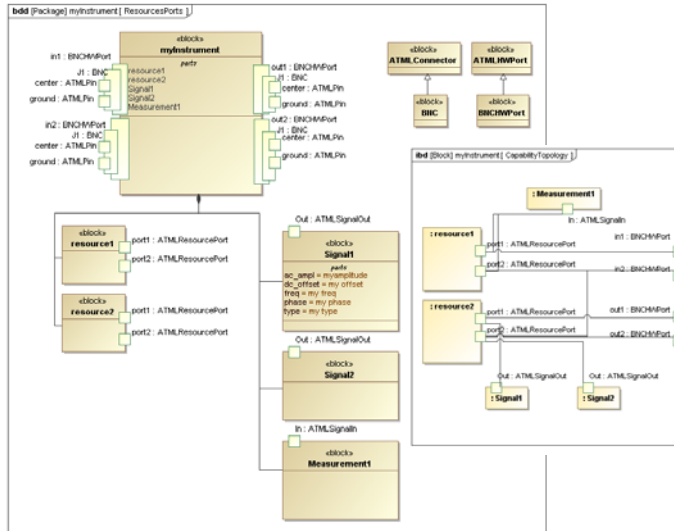 bdd [Package] myInstrument [ ResourcesPorts ]
«block»
myInstrument
parts
resource1
resource2
Signal1
Signal2
Measurement1
in1 : BNCHWPort
J1 : BNC
center : ATMLPin
ground : ATMLPin
in2 : BNCHWPort
J1 : BNC
center : ATMLPin
ground : ATMLPin
out1 : BNCHWPort
J1 : BNC
center : ATMLPin
ground : ATMLPin
out2 : BNCHWPort
J1 : BNC
center : ATMLPin
ground : ATMLPin
«block»
ATMLConnector
«block»
ATMLHWPort
«block»
BNC
«block»
BNCHWPort
«block»
resource1
port1 : ATMLResourcePort
port2 : ATMLResourcePort
«block»
resource2
port1 : ATMLResourcePort
port2 : ATMLResourcePort
Out : ATMLSignalOut
«block»
Signal1
parts
ac_ampl = myamplitude
dc_offset = my offset
freq = my freq
phase = my phase
type = my type
Out : ATMLSignalOut
«block»
Signal2
In : ATMLSignalIn
«block»
Measurement1
ibd [Block] myInstrument[ CapabilityTopology ]
: Measurement1
In : ATMLSignalIn
: resource1
port1 : ATMLResourcePort
port2 : ATMLResourcePort
in1 : BNCHWPort
in2 : BNCHWPort
: resource2
port1 : ATMLResourcePort
port2 : ATMLResourcePort
out1 : BNCHWPort
out2 : BNCHWPort
Out : ATMLSignalOut
Out : ATMLSignalOut
: Signal1
: Signal2